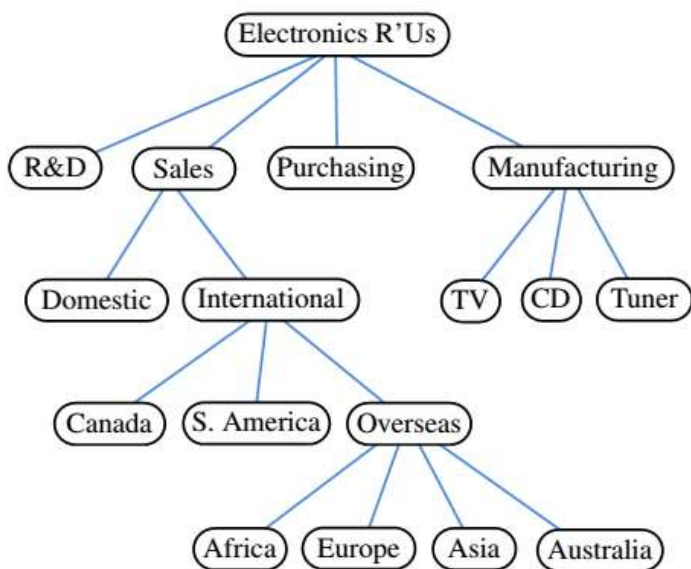 Electronics R'Us
R&D Sales Purchasing Manufacturing
Domestic International TV CD Tuner
Canada S. America Overseas
Africa Europe Asia Australia